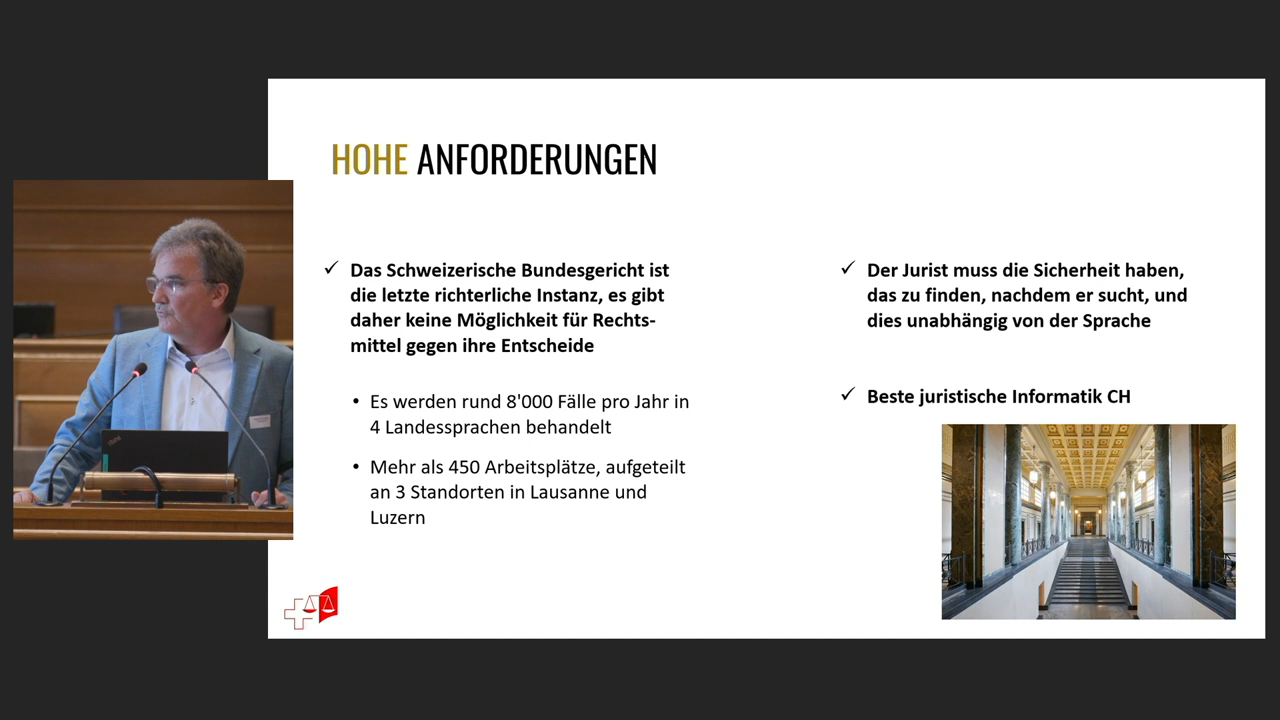 HOHE ANFORDERUNGEN
Das Schweizerische Bundesgericht ist
die letzte richterliche Instanz, es gibt
daher keine Möglichkeit für Rechts-
mittel gegen ihre Entscheide
• Es werden rund 8'000 Fälle pro Jahr in
4 Landessprachen behandelt
• Mehr als 450 Arbeitsplätze, aufgeteilt
an 3 Standorten in Lausanne und
Luzern
Der Jurist muss die Sicherheit haben,
das zu finden, nachdem er sucht, und
dies unabhängig von der Sprache
Beste juristische Informatik CH